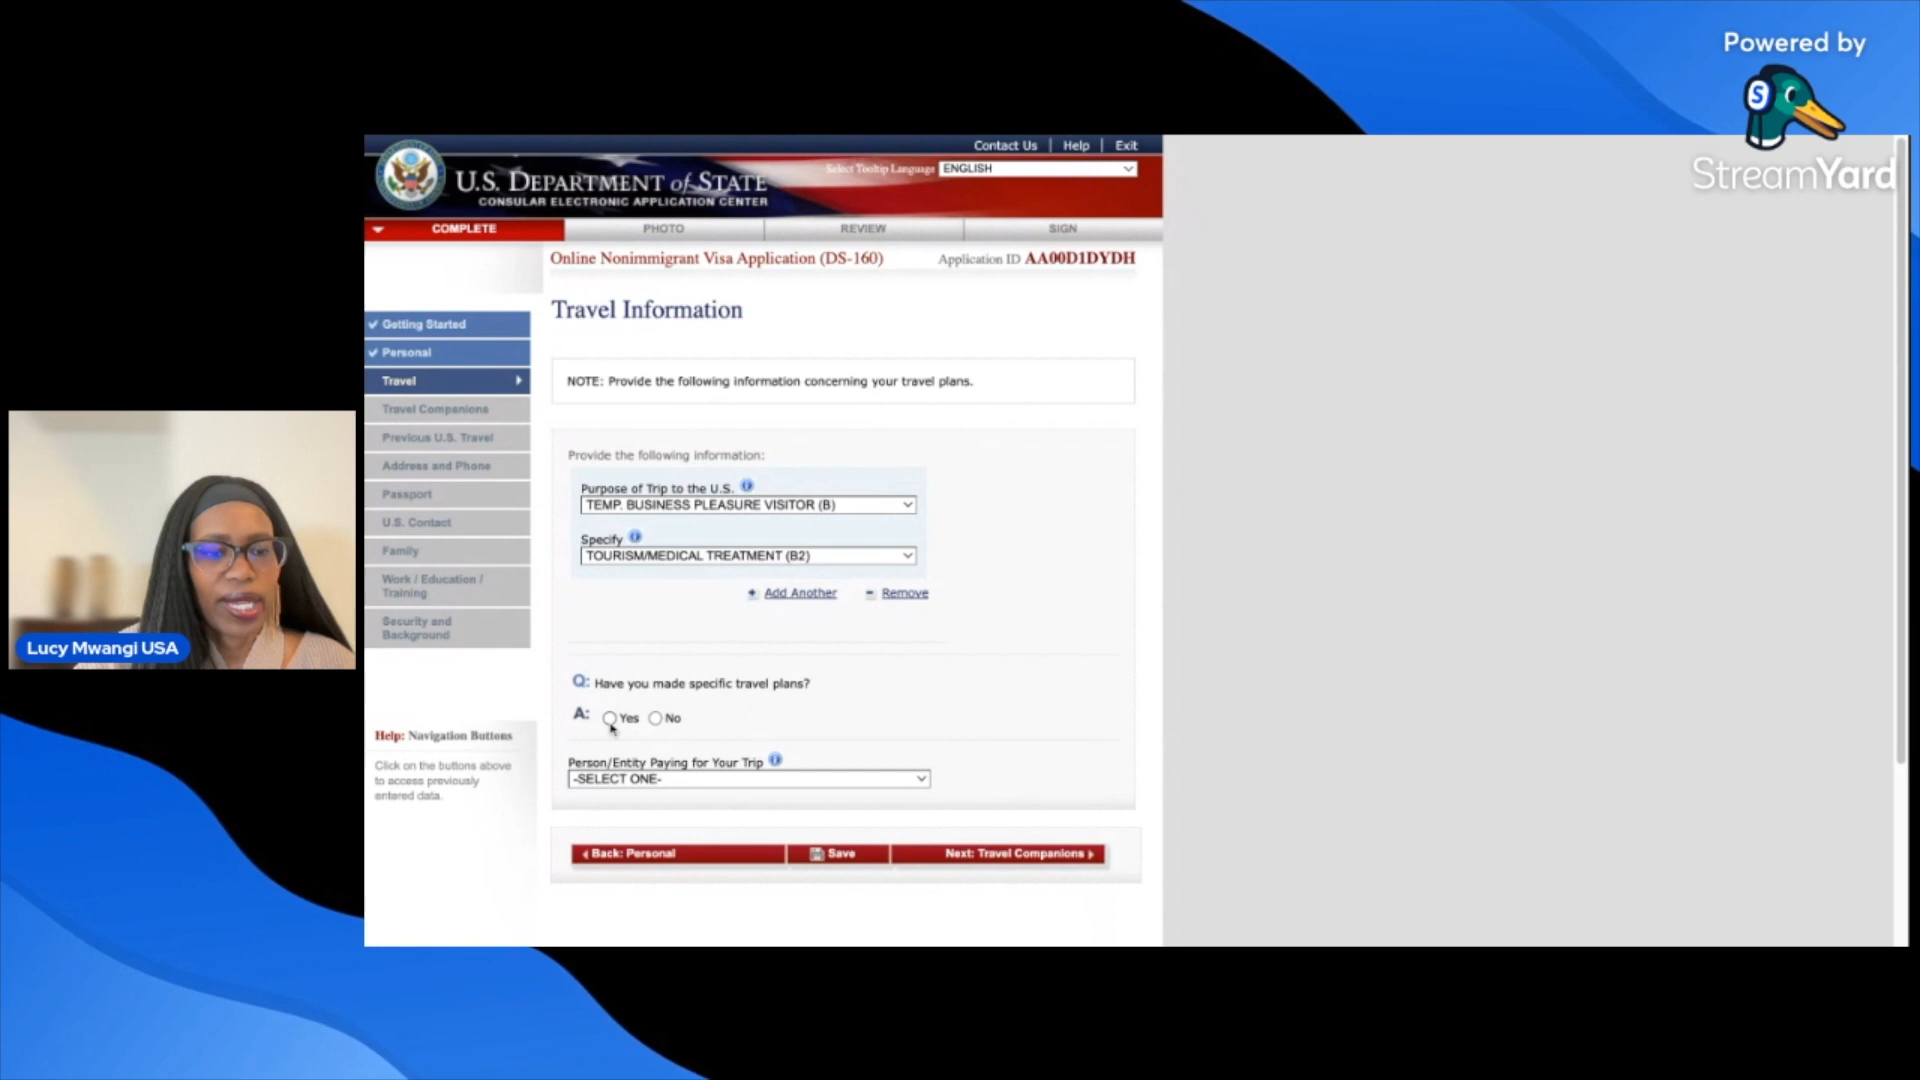 Powered by
S
StreamYard
Contact Us | Help | Exit
Select Tooltip Language ENGLISH
U.S. DEPARTMENT of STATE
CONSULAR ELECTRONIC APPLICATION CENTER
COMPLETE PHOTO REVIEW SIGN
Online Nonimmigrant Visa Application (DS-160) Application ID AA00D1DYDH
Travel Information
Getting Started
Personal
Travel
Travel Companions
Previous U.S. Travel
Address and Phone
Passport
U.S. Contact
Family
Work / Education /
Training
Security and
Background
Help: Navigation Buttons
Click on the buttons above
to access previously
entered data.
NOTE: Provide the following information concerning your travel plans.
Provide the following information:
Purpose of Trip to the U.S.
TEMP. BUSINESS PLEASURE VISITOR (B)
Specify
TOURISM/MEDICAL TREATMENT (B2)
Add Another Remove
Q: Have you made specific travel plans?
A: Yes No
Person/Entity Paying for Your Trip
-SELECT ONE-
Back: Personal Save Next: Travel Companions
Lucy Mwangi USA